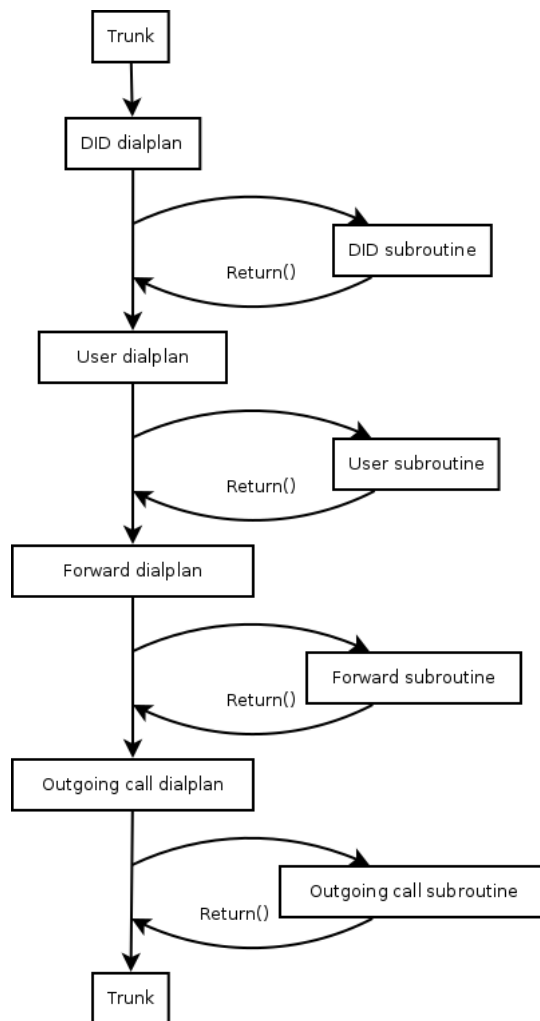 Trunk
DID dialplan
DID subroutine
Return()
User dialplan
User subroutine
Return()
Forward dialplan
Forward subroutine
Return()
Outgoing call dialplan
Outgoing call subroutine
Return()
Trunk